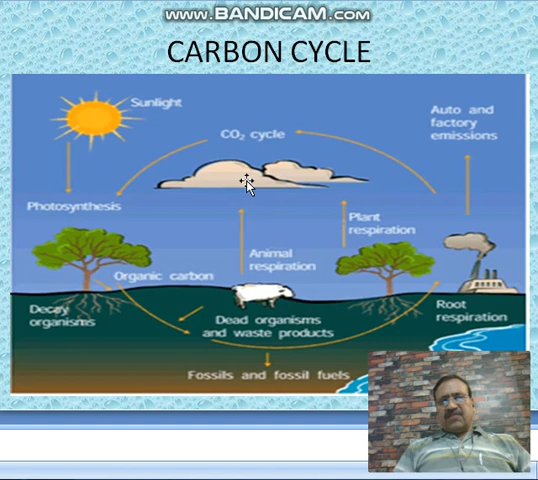 www.BANDICAM.com
CARBON CYCLE
Sunlight
Auto and
factory
emissions
CO₂ cycle
Photosynthesis
Plant
respiration
Animal
respiration
Organic carbon
Decay
organisms
Dead organisms
and waste products
Root
respiration
Fossils and fossil fuels